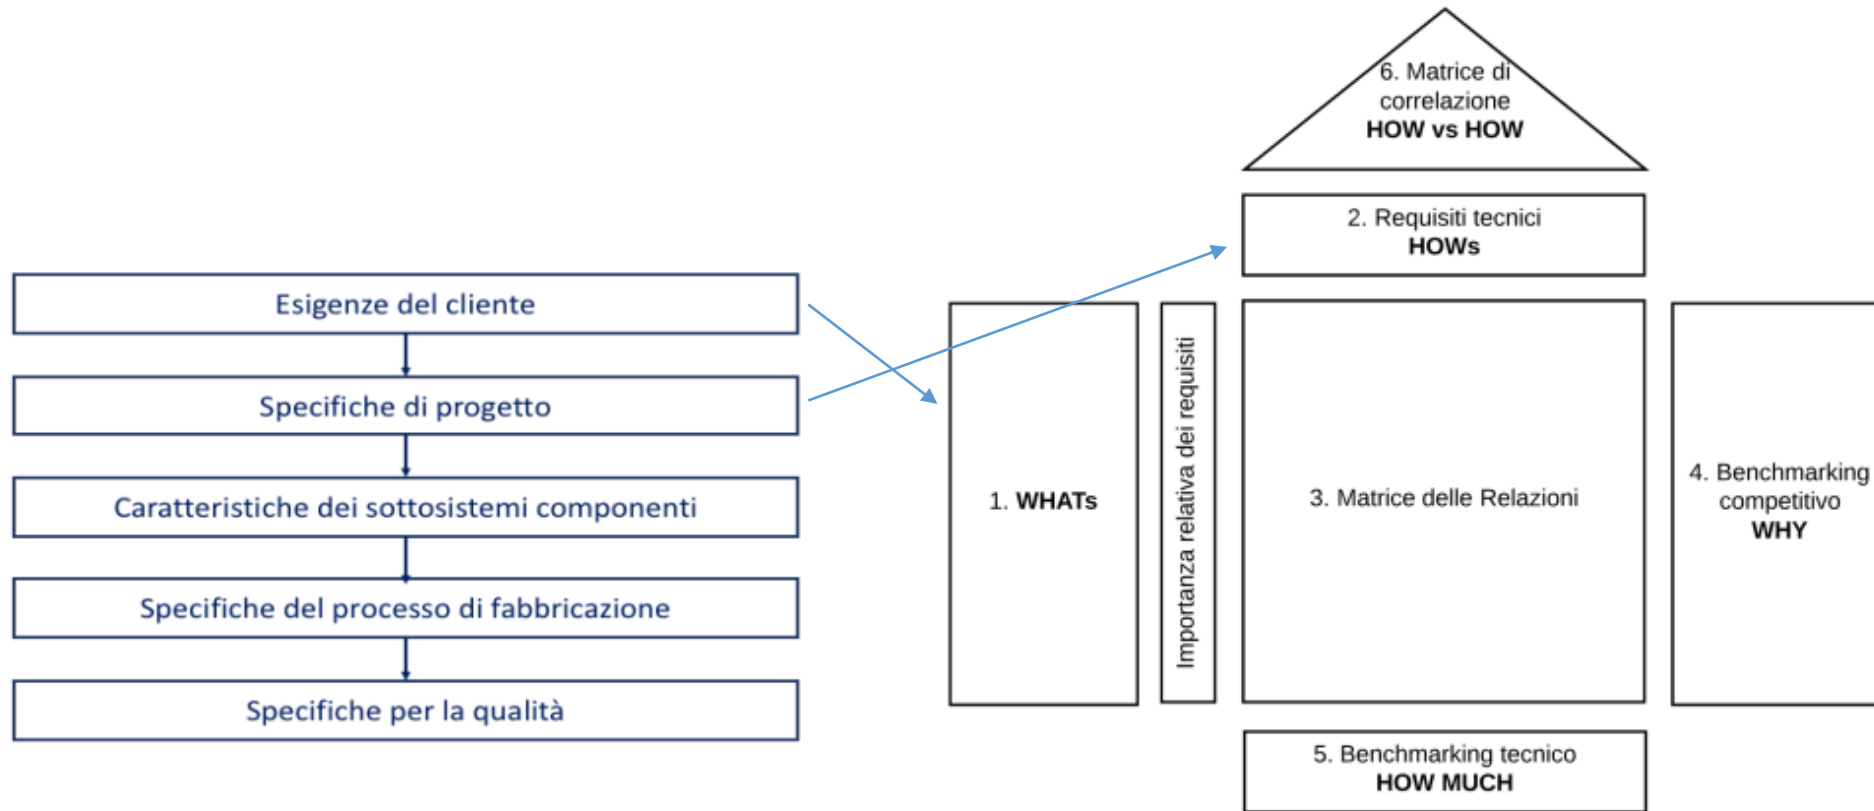 Esigenze del cliente
Specifiche di progetto
Caratteristiche dei sottosistemi componenti
Specifiche del processo di fabbricazione
Specifiche per la qualità
6. Matrice di
correlazione
HOW vs HOW
2. Requisiti tecnici
HOWs
1. WHATs
Importanza relativa dei requisiti
3. Matrice delle Relazioni
4. Benchmarking
competitivo
WHY
5. Benchmarking tecnico
HOW MUCH